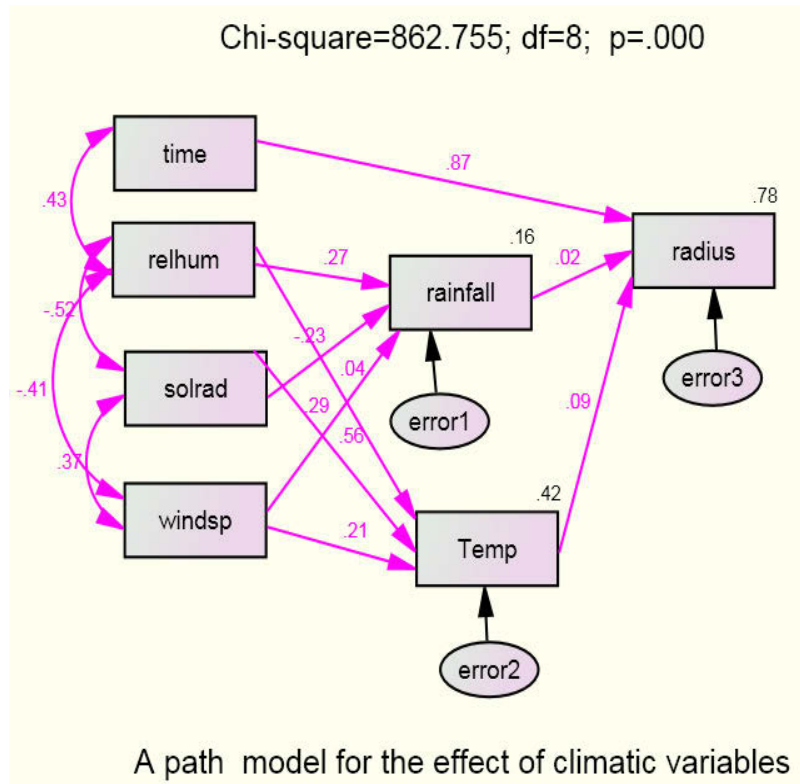 Chi-square=862.755; df=8; p=.000
time
.87
.78
.43
relhum
.27
.16
.02
radius
rainfall
-.52
-.23
-.41
solrad
.04
.29
.56
error1
.09
error3
.37
windsp
.21
.42
Temp
error2
A path model for the effect of climatic variables